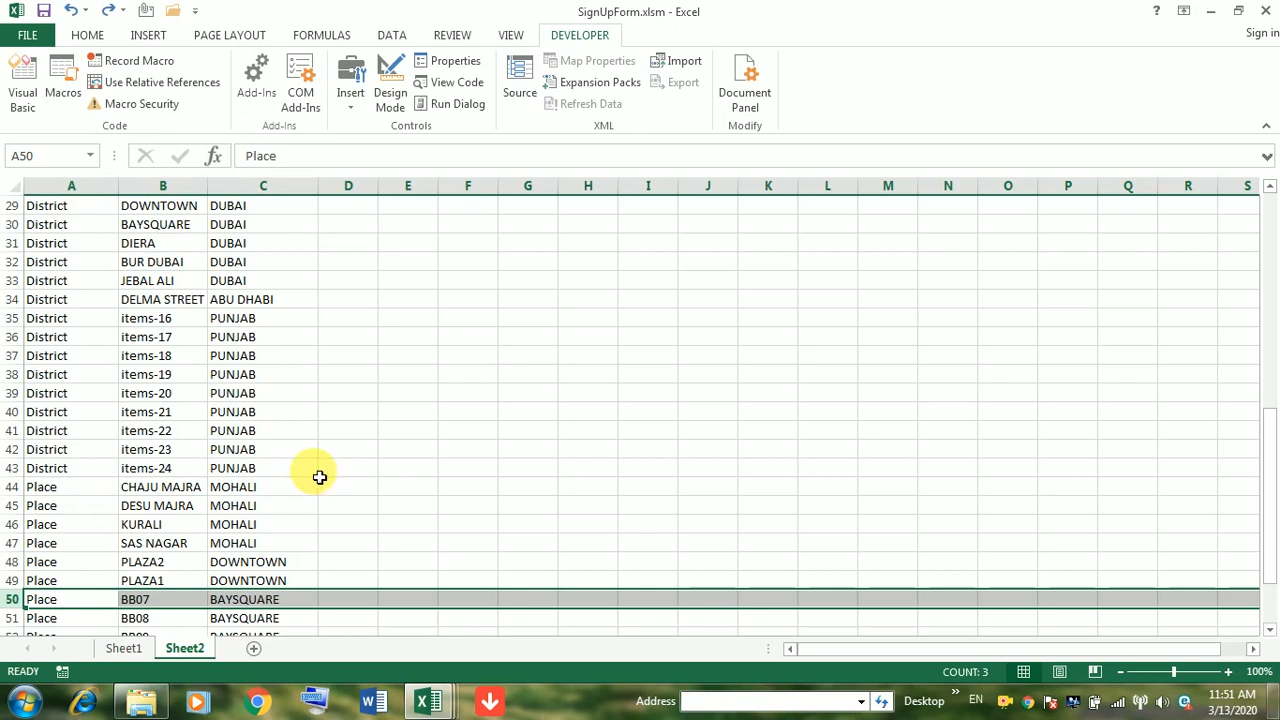 SignUpForm.xlsm - Excel
?
FILE HOME INSERT PAGE LAYOUT FORMULAS DATA REVIEW VIEW DEVELOPER Sign in
Visual Basic
Macros
Record Macro
Use Relative References
Macro Security
Code
Add-Ins
COM Add-Ins
Add-Ins
Insert
Design Mode
Properties
View Code
Run Dialog
Controls
Source
Map Properties
Expansion Packs
Refresh Data
Import
Export
XML
Document Panel
Modify
A50 fx Place
A B C D E F G H I J K L M N O P Q R S
29 District DOWNTOWN DUBAI
30 District BAYSQUARE DUBAI
31 District DIERA DUBAI
32 District BUR DUBAI DUBAI
33 District JEBAL ALI DUBAI
34 District DELMA STREET ABU DHABI
35 District items-16 PUNJAB
36 District items-17 PUNJAB
37 District items-18 PUNJAB
38 District items-19 PUNJAB
39 District items-20 PUNJAB
40 District items-21 PUNJAB
41 District items-22 PUNJAB
42 District items-23 PUNJAB
43 District items-24 PUNJAB
44 Place CHAJU MAJRA MOHALI
45 Place DESU MAJRA MOHALI
46 Place KURALI MOHALI
47 Place SAS NAGAR MOHALI
48 Place PLAZA2 DOWNTOWN
49 Place PLAZA1 DOWNTOWN
50 Place BB07 BAYSQUARE
51 Place BB08 BAYSQUARE
Sheet1 Sheet2
READY COUNT: 3 100%
Address Desktop » EN 11:51 AM
3/13/2020